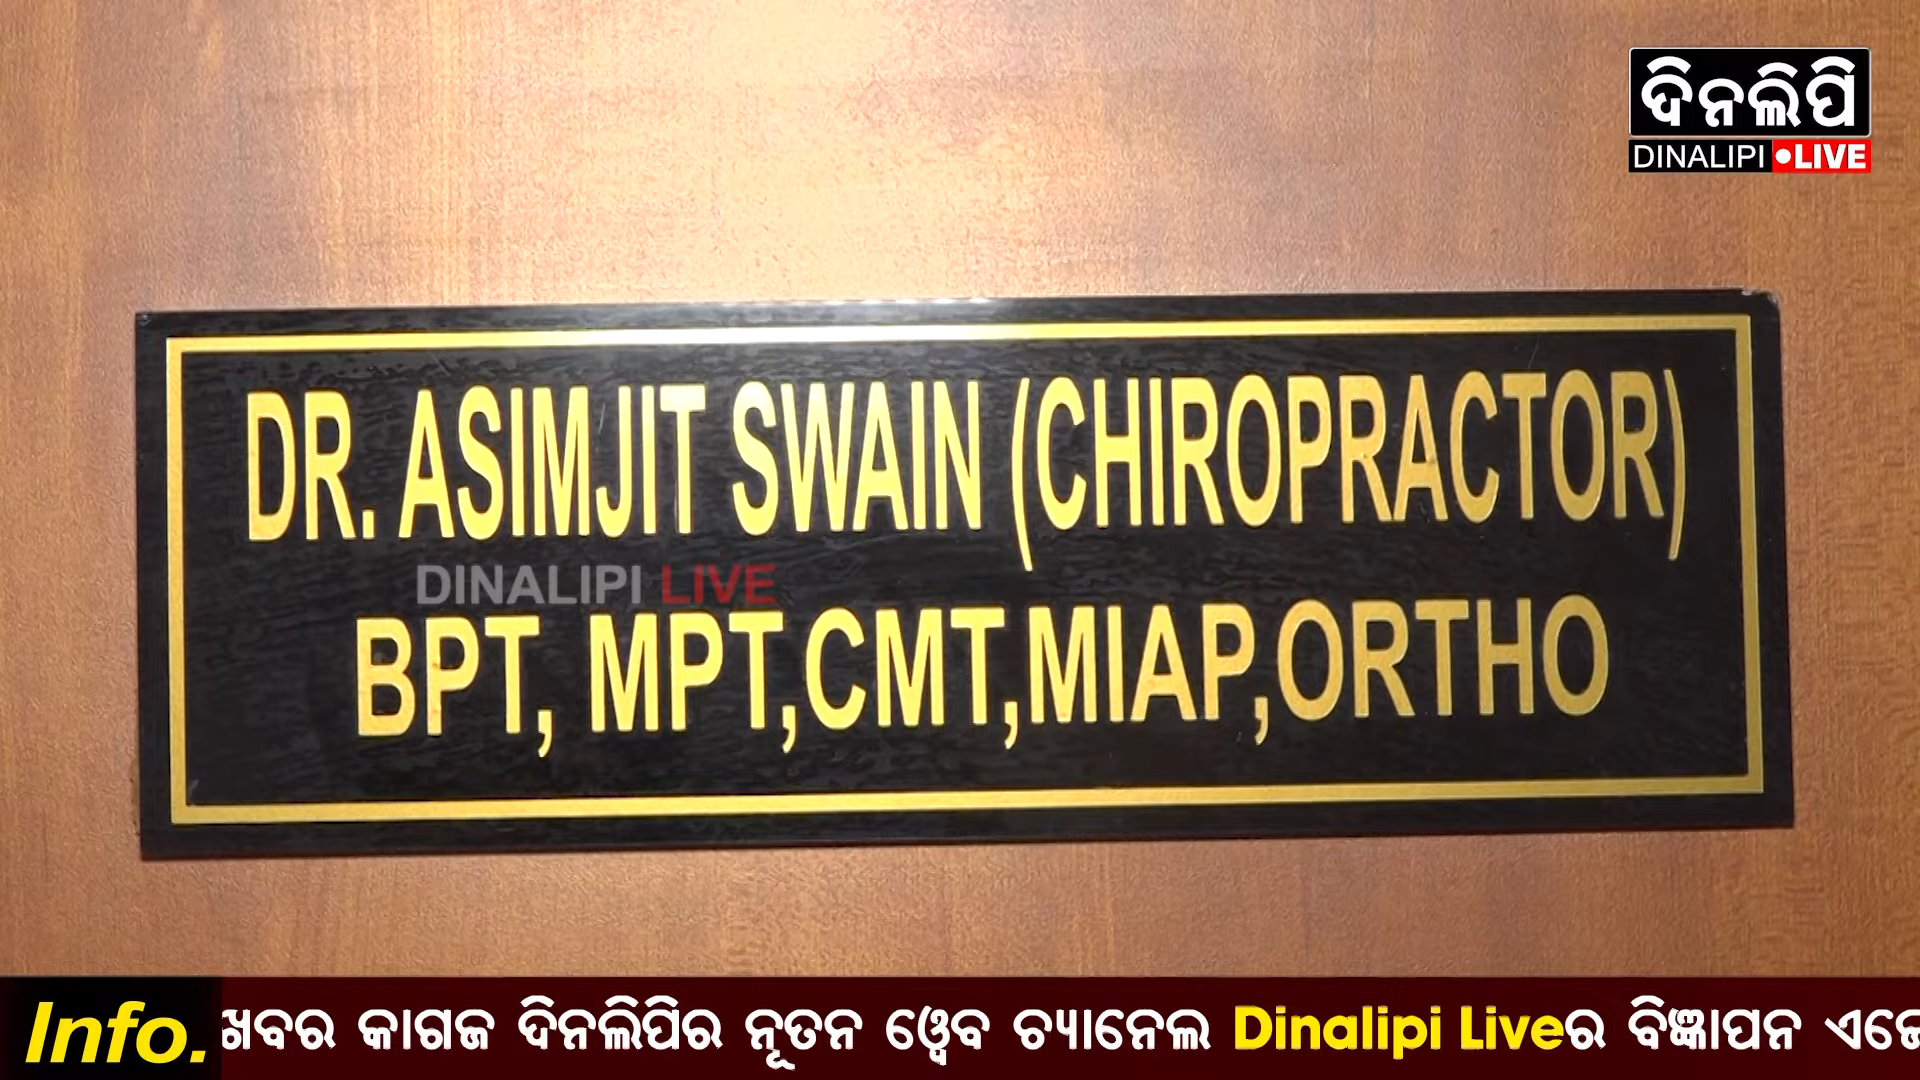 ଦିନଲିପି
DINALIPI LIVE
DR. ASIMJIT SWAIN (CHIROPRACTOR)
DINALIPI LIVE
BPT, MPT,CMT,MIAP,ORTHO
Info. ଖବର କାଗଜ ଦିନଲିପିର ନୂତନ ୱେବ ଚ୍ୟାନେଲ Dinalipi Liveର ବିଜ୍ଞାପନ